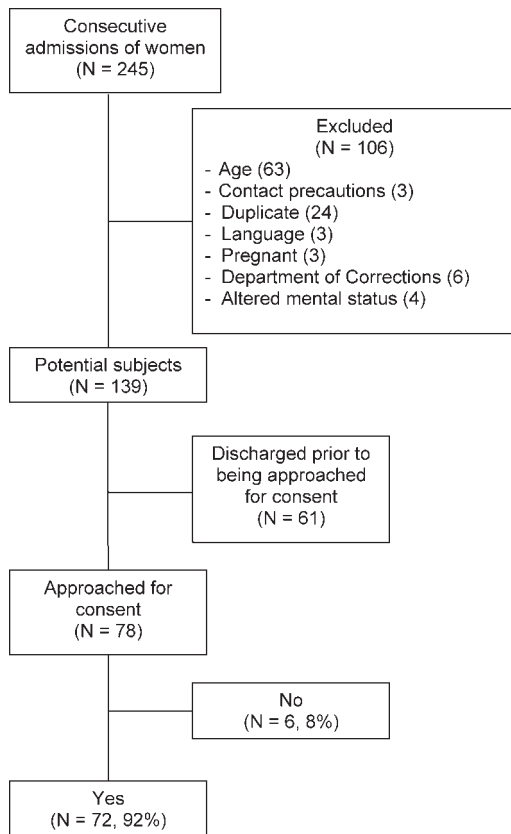 Consecutive
admissions of women
(N = 245)
Excluded
(N = 106)
- Age (63)
- Contact precautions (3)
- Duplicate (24)
- Language (3)
- Pregnant (3)
- Department of Corrections (6)
- Altered mental status (4)
Potential subjects
(N = 139)
Discharged prior to
being approached
for consent
(N = 61)
Approached for
consent
(N = 78)
No
(N = 6, 8%)
Yes
(N = 72, 92%)